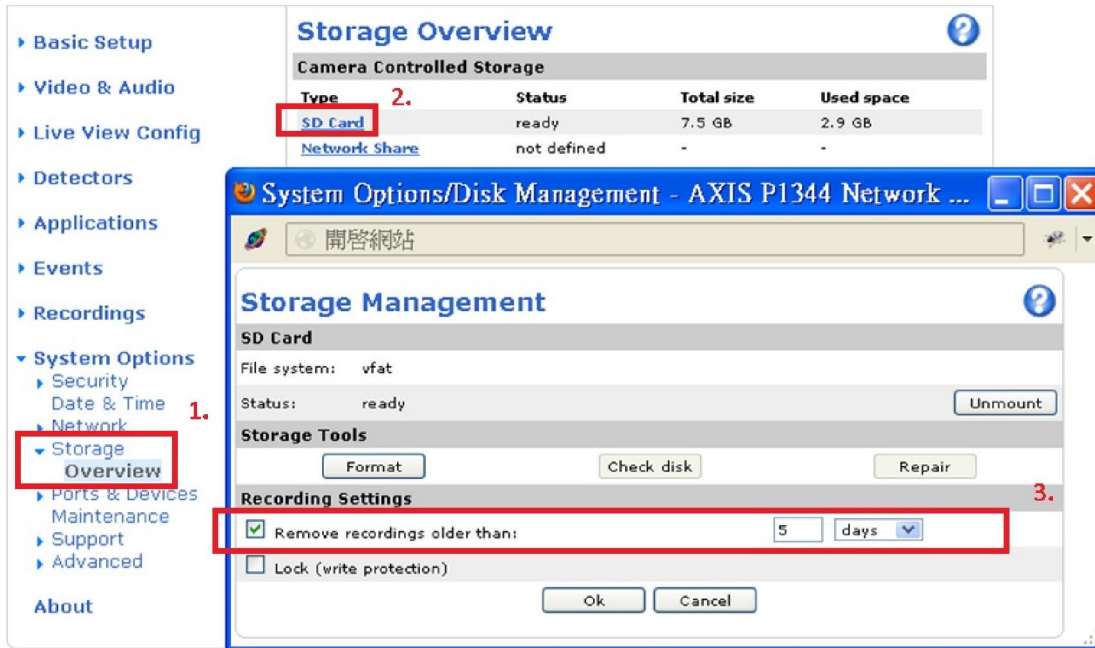 Basic Setup
Video & Audio
Live View Config
Detectors
Applications
Events
Recordings
System Options
Security
Date & Time
1.
Network
Storage
Overview
Ports & Devices
Maintenance
Support
Advanced
About
Storage Overview
Camera Controlled Storage
Type Status Total size Used space
2.
SD Card ready 7.5 GB 2.9 GB
Network Share not defined - -
System Options/Disk Management - AXIS P1344 Network ...
開啓網站
Storage Management
SD Card
File system: vfat
Status: ready Unmount
Storage Tools
Format Check disk Repair
Recording Settings
3.
Remove recordings older than: 5 days
Lock (write protection)
Ok Cancel